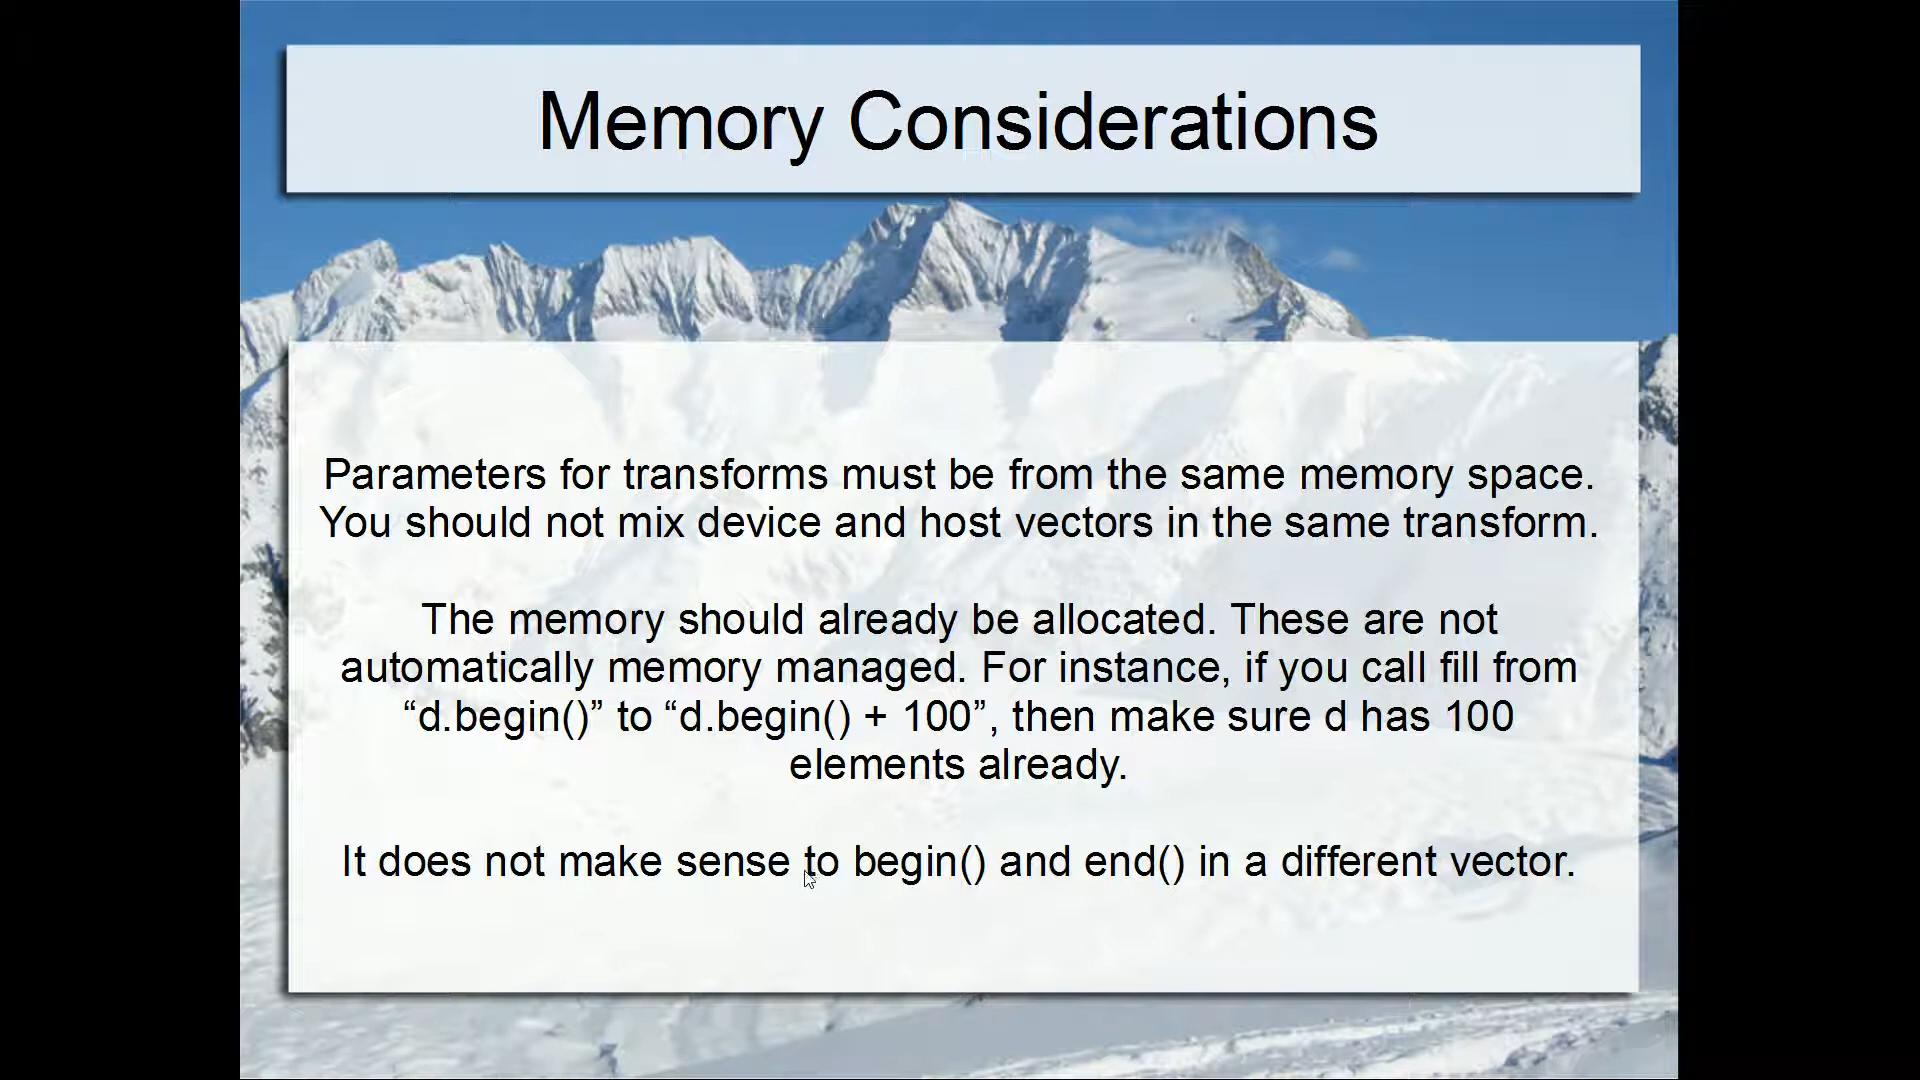 Memory Considerations
Parameters for transforms must be from the same memory space.
You should not mix device and host vectors in the same transform.
The memory should already be allocated. These are not
automatically memory managed. For instance, if you call fill from
“d.begin()” to “d.begin() + 100”, then make sure d has 100
elements already.
It does not make sense to begin() and end() in a different vector.